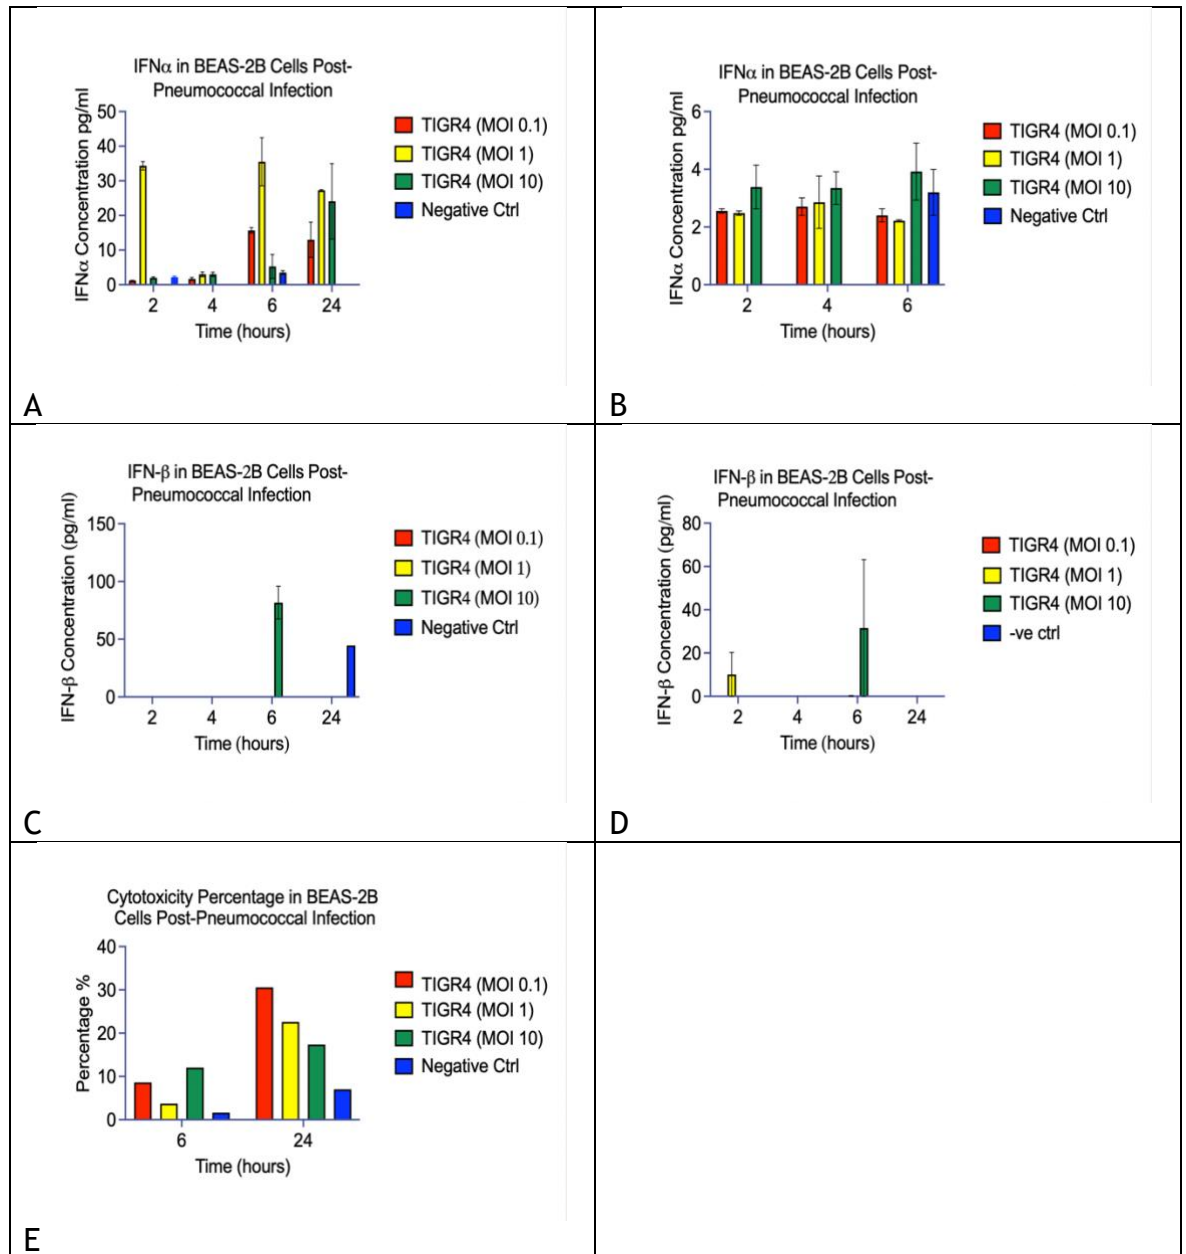 IFNα in BEAS-2B Cells Post-
Pneumococcal Infection
IFNα Concentration pg/ml
50
40
30
20
10
0
2 4 6 24
Time (hours)
TIGR4 (MOI 0.1)
TIGR4 (MOI 1)
TIGR4 (MOI 10)
Negative Ctrl
A
IFNα in BEAS-2B Cells Post-
Pneumococcal Infection
IFNα Concentration pg/ml
6
4
2
0
2 4 6
Time (hours)
TIGR4 (MOI 0.1)
TIGR4 (MOI 1)
TIGR4 (MOI 10)
Negative Ctrl
B
IFN-β in BEAS-2B Cells Post-
Pneumococcal Infection
IFN-β Concentration (pg/ml)
150
100
50
0
2 4 6 24
Time (hours)
TIGR4 (MOI 0.1)
TIGR4 (MOI 1)
TIGR4 (MOI 10)
Negative Ctrl
C
IFN-β in BEAS-2B Cells Post-
Pneumococcal Infection
IFN-β Concentration (pg/ml)
80
60
40
20
0
2 4 6 24
Time (hours)
TIGR4 (MOI 0.1)
TIGR4 (MOI 1)
TIGR4 (MOI 10)
-ve ctrl
D
Cytotoxicity Percentage in BEAS-2B
Cells Post-Pneumococcal Infection
Percentage %
40
30
20
10
0
6 24
Time (hours)
TIGR4 (MOI 0.1)
TIGR4 (MOI 1)
TIGR4 (MOI 10)
Negative Ctrl
E